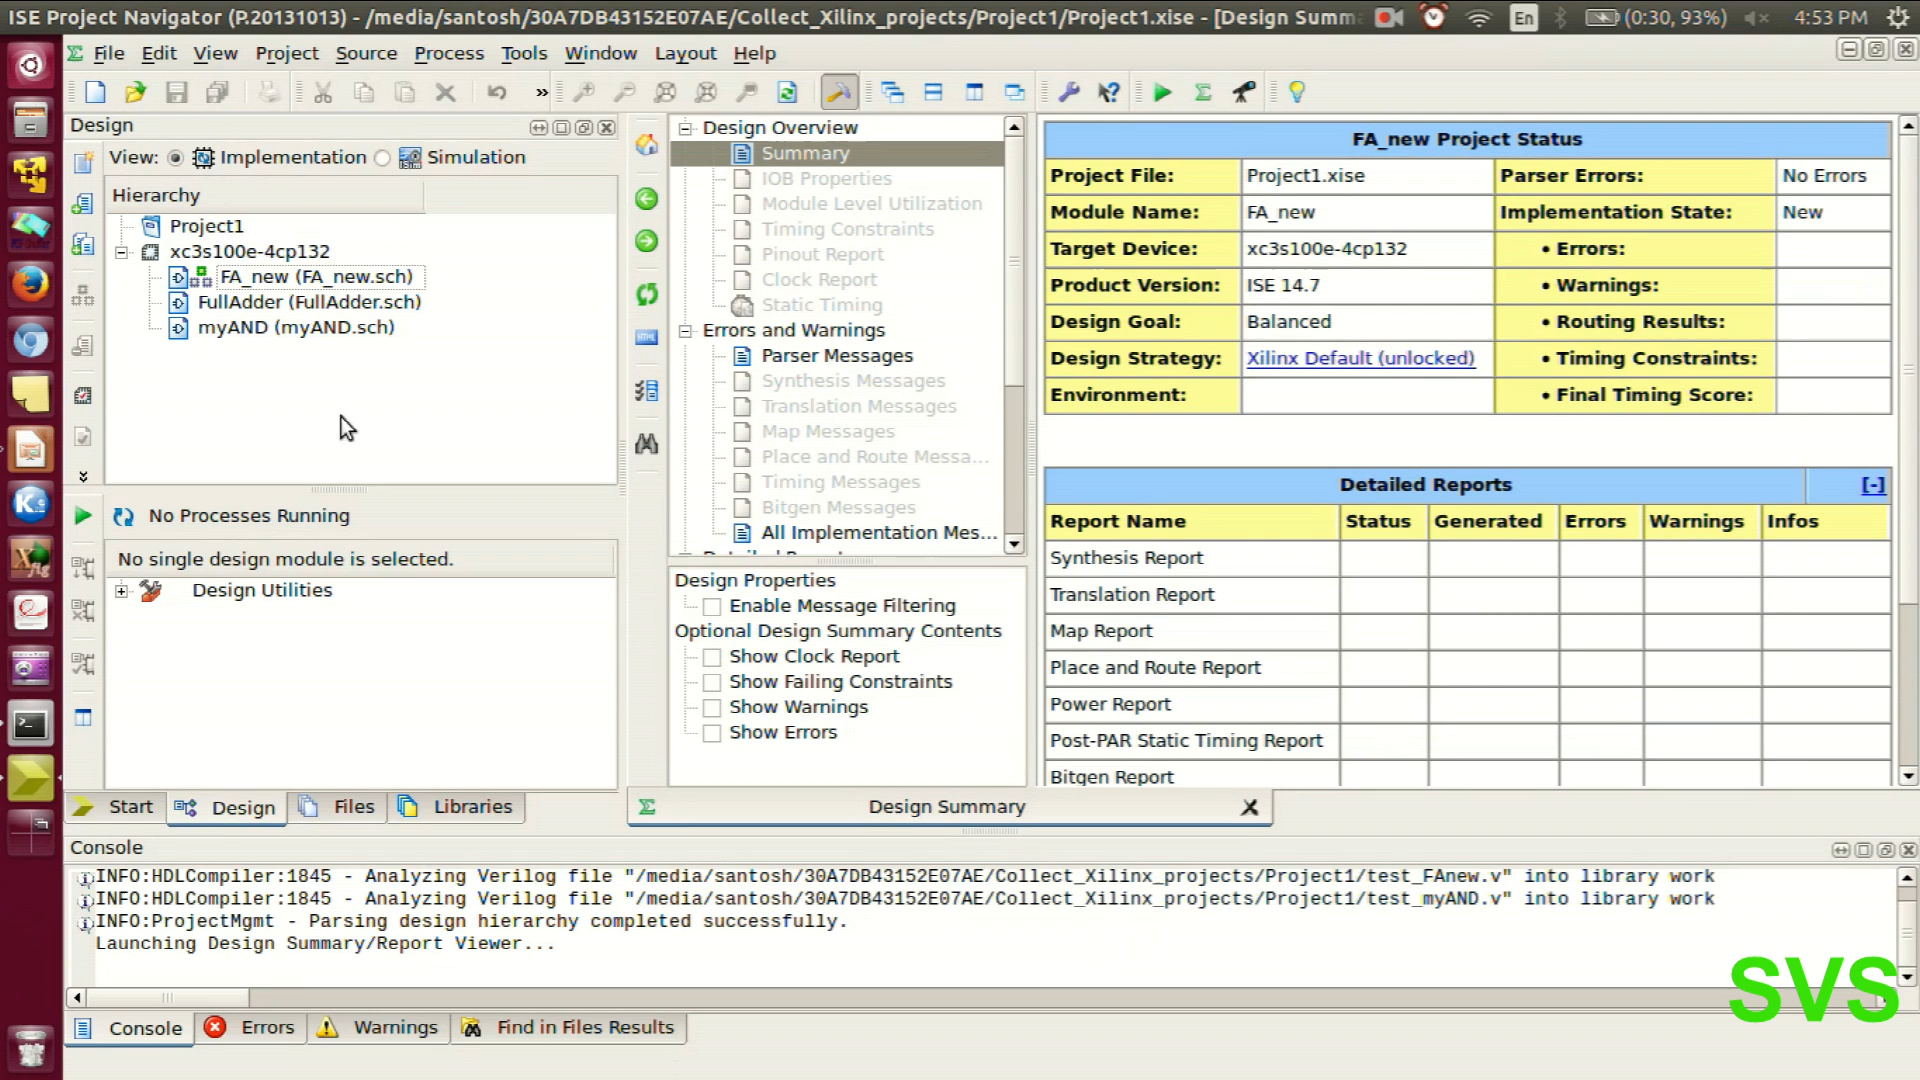 ISE Project Navigator (P.20131013) - /media/santosh/30A7DB43152E07AE/Collect_Xilinx_projects/Project1/Project1.xise - [Design Summ
En
(0:30, 93%)
4:53 PM
File Edit View Project Source Process Tools Window Layout Help
Design
View: Implementation Simulation
Hierarchy
Project1
xc3s100e-4cp132
FA_new (FA_new.sch)
FullAdder (FullAdder.sch)
myAND (myAND.sch)
No Processes Running
No single design module is selected.
Design Utilities
Start Design Files Libraries
Design Overview
Summary
IOB Properties
Module Level Utilization
Timing Constraints
Pinout Report
Clock Report
Static Timing
Errors and Warnings
Parser Messages
Synthesis Messages
Translation Messages
Map Messages
Place and Route Messa...
Timing Messages
Bitgen Messages
All Implementation Mes...
Design Properties
Enable Message Filtering
Optional Design Summary Contents
Show Clock Report
Show Failing Constraints
Show Warnings
Show Errors
Design Summary
FA_new Project Status
Project File: Project1.xise Parser Errors: No Errors
Module Name: FA_new Implementation State: New
Target Device: xc3s100e-4cp132 • Errors:
Product Version: ISE 14.7 • Warnings:
Design Goal: Balanced • Routing Results:
Design Strategy: Xilinx Default (unlocked) • Timing Constraints:
Environment: • Final Timing Score:
Detailed Reports [-]
Report Name Status Generated Errors Warnings Infos
Synthesis Report
Translation Report
Map Report
Place and Route Report
Power Report
Post-PAR Static Timing Report
Bitgen Report
Console
INFO:HDLCompiler:1845 - Analyzing Verilog file "/media/santosh/30A7DB43152E07AE/Collect_Xilinx_projects/Project1/test_FAnew.v" into library work
INFO:HDLCompiler:1845 - Analyzing Verilog file "/media/santosh/30A7DB43152E07AE/Collect_Xilinx_projects/Project1/test_myAND.v" into library work
INFO:ProjectMgmt - Parsing design hierarchy completed successfully.
Launching Design Summary/Report Viewer...
SVS
Console Errors Warnings Find in Files Results